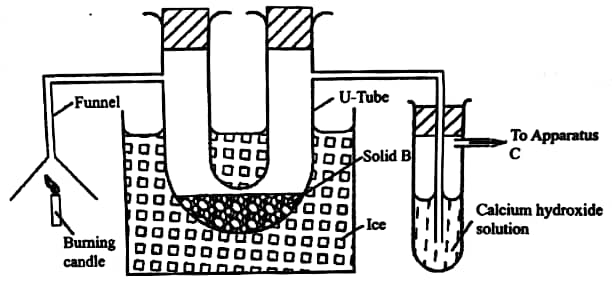 Funnel
U-Tube
To Apparatus
C
Solid B
Calcium hydroxide
solution
Ice
Burning
candle